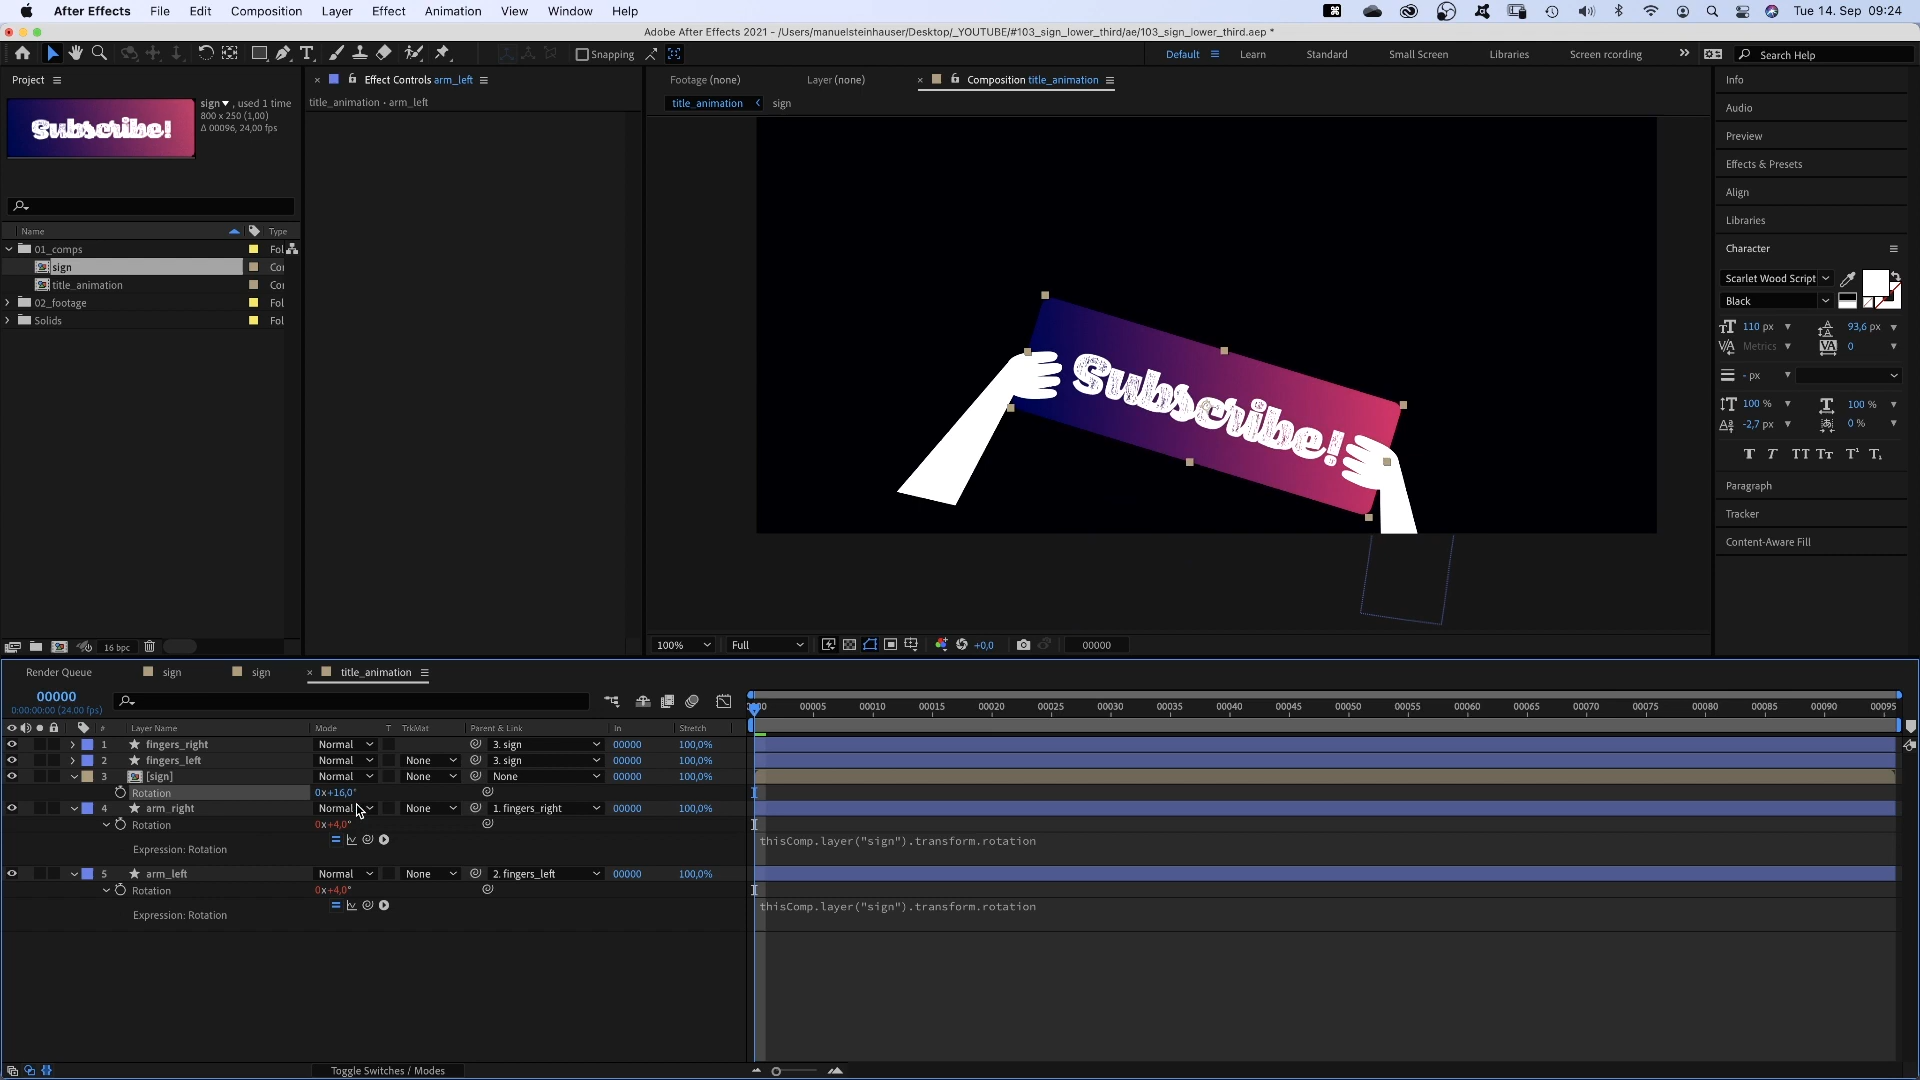 After Effects File Edit Composition Layer Effect Animation View Window Help Tue 14. Sep 09:24
Adobe After Effects 2021 - /Users/manuelsteinhauser/Desktop/_YOUTUBE/#103_sign_lower_third/ae/103_sign_lower_third.aep *
Snapping Default Learn Standard Small Screen Libraries Screen rcording Search Help
Project Effect Controls arm_left Footage (none) Layer (none) Composition title_animation Info
title_animation · arm_left title_animation sign
sign , used 1 time
800 x 250 (1,00)
Δ 00096, 24,00 fps
Subscribe!
Audio
Preview
Effects & Presets
Align
Libraries
Character
Name Type
01_comps Fol
sign Coı
title_animation Coı
02_footage Fol
Solids Fol
Subscribe!
Scarlet Wood Script
Black
110 px 93,6 px
Metrics 0
- px
100 % 100 %
-2,7 px 0 %
T T TT Tт T¹ T₁
Paragraph
Tracker
Content-Aware Fill
16 bpc 100% Full +0,0 00000
Render Queue sign sign title_animation
00000
0:00:00:00 (24.00 fps)
00005 00010 00015 00020 00025 00030 00035 00040 00045 00050 00055 00060 00065 00070 00075 00080 00085 00090 00095
# Layer Name Mode T TrkMat Parent & Link In Stretch
1 fingers_right Normal 3. sign 00000 100,0%
2 fingers_left Normal None 3. sign 00000 100,0%
3 [sign] Normal None None 00000 100,0%
Rotation 0x+16,0°
4 arm_right Normal None 1. fingers_right 00000 100,0%
Rotation 0x+4,0°
Expression: Rotation thisComp.layer("sign").transform.rotation
5 arm_left Normal None 2. fingers_left 00000 100,0%
Rotation 0x+4,0°
Expression: Rotation thisComp.layer("sign").transform.rotation
Toggle Switches / Modes